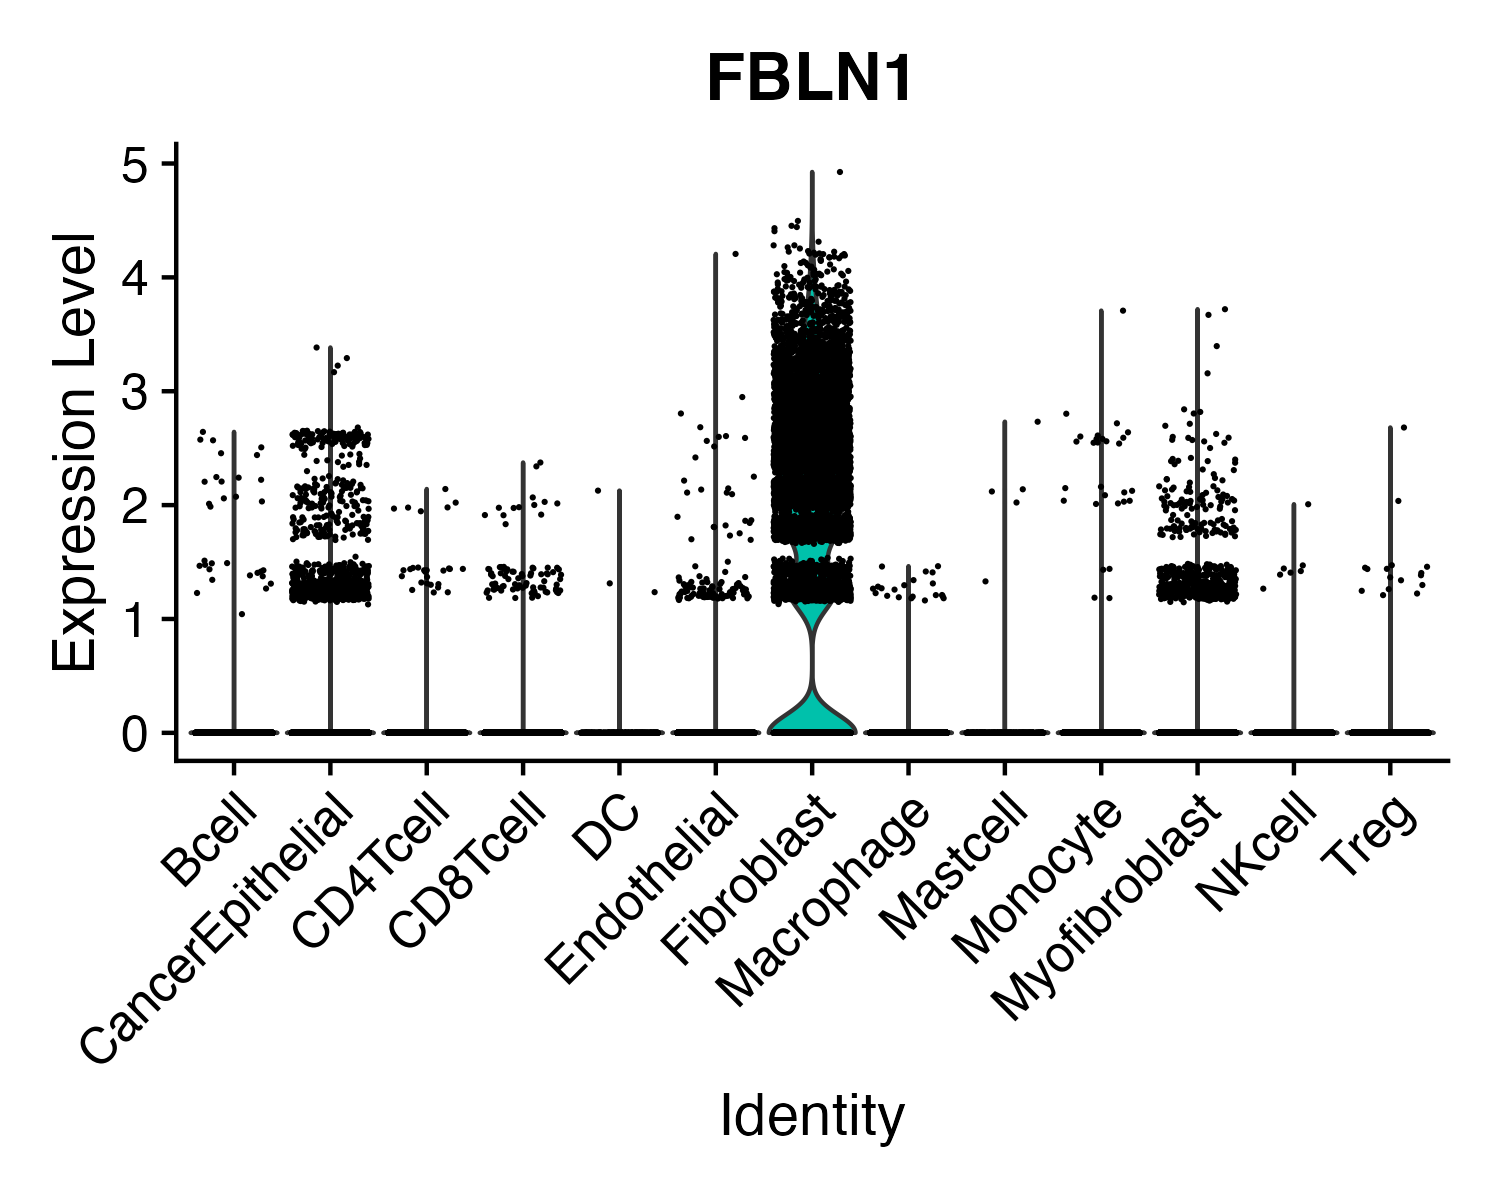 FBLN1
Expression Level
5
4
3
2
1
0
Bcell
CancerEpithelial
CD4Tcell
CD8Tcell
DC
Endothelial
Fibroblast
Macrophage
Mastcell
Monocyte
Myofibroblast
NKcell
Treg
Identity